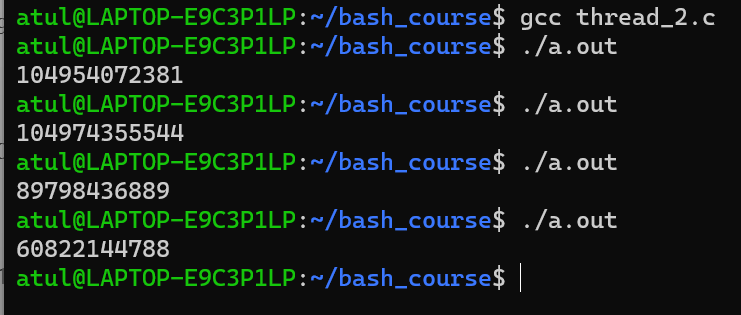 atul@LAPTOP-E9C3P1LP:~/bash_course$ gcc thread_2.c
atul@LAPTOP-E9C3P1LP:~/bash_course$ ./a.out
104954072381
atul@LAPTOP-E9C3P1LP:~/bash_course$ ./a.out
104974355544
atul@LAPTOP-E9C3P1LP:~/bash_course$ ./a.out
89798436889
atul@LAPTOP-E9C3P1LP:~/bash_course$ ./a.out
60822144788
atul@LAPTOP-E9C3P1LP:~/bash_course$